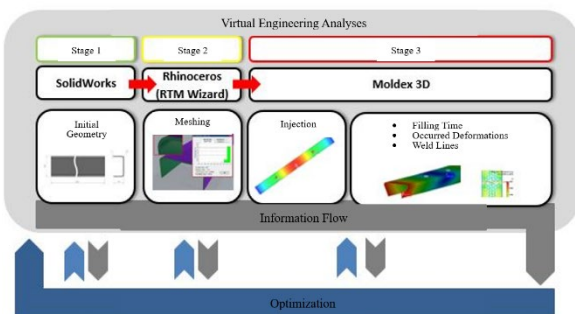 Virtual Engineering Analyses
Stage 1
Stage 2
Stage 3
SolidWorks
Rhinoceros
(RTM Wizard)
Moldex 3D
Initial
Geometry
Meshing
Injection
• Filling Time
• Occurred Deformations
• Weld Lines
Information Flow
Optimization